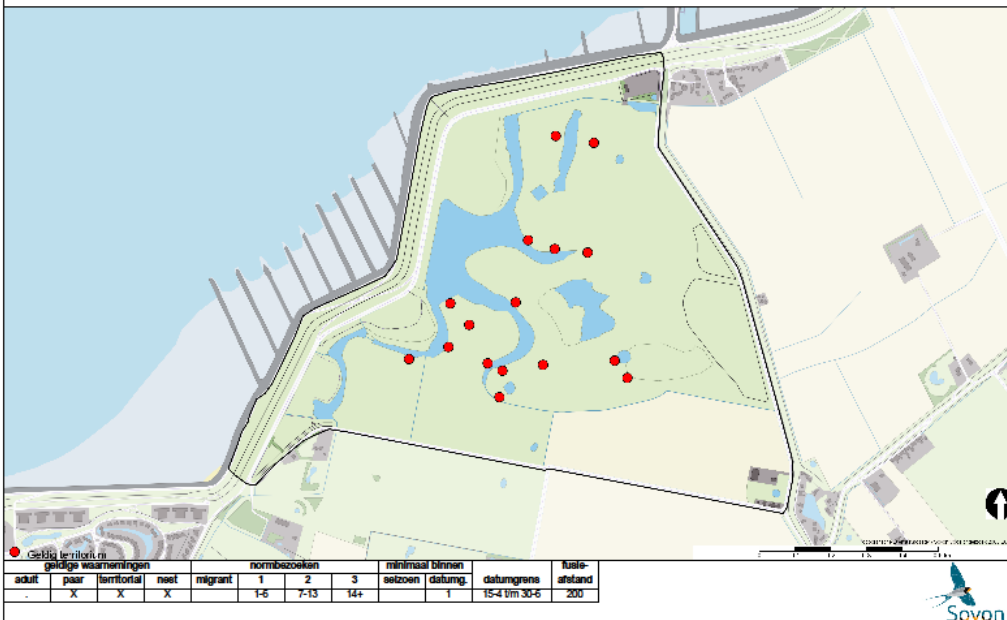 Geldig territorium
geldige waarnemingen normbezoeken minimaal binnen fusie-
adult paar territorial nest migrant 1 2 3 seizoen datumg. datumgrens afstand
. X X X 1-6 7-13 14+ 1 15-4 t/m 30-6 200
Sovon